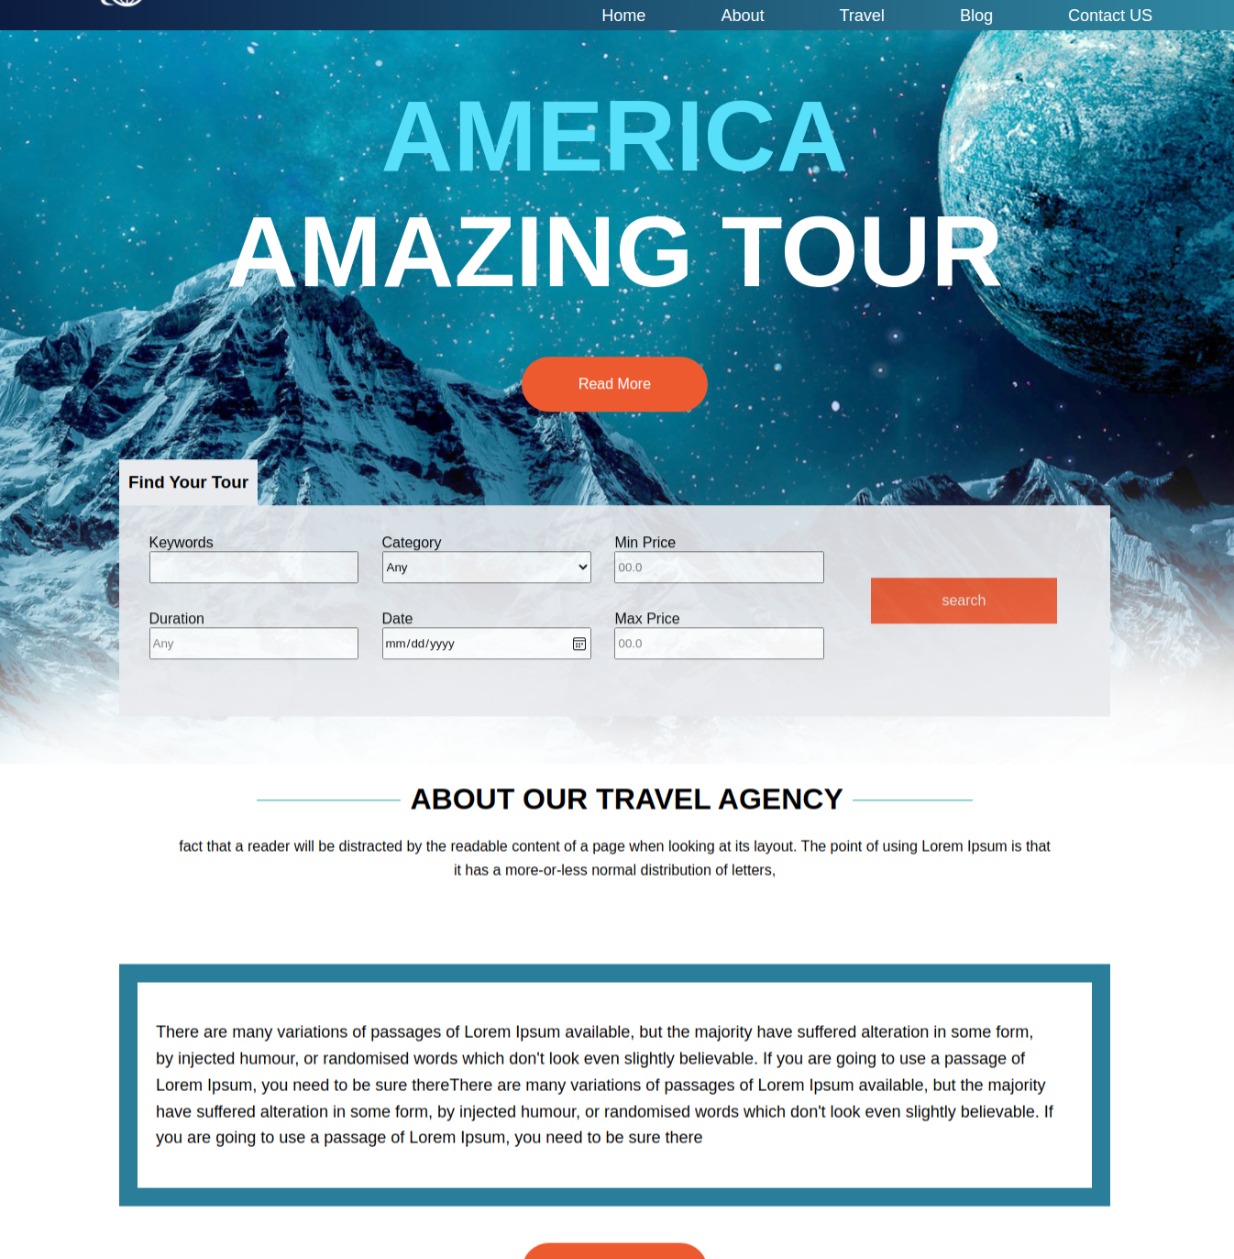 Home About Travel Blog Contact US
AMERICA
AMAZING TOUR
Read More
Find Your Tour
Keywords Category Min Price
Any 00.0
search
Duration Date Max Price
Any mm/dd/yyyy 00.0
ABOUT OUR TRAVEL AGENCY
fact that a reader will be distracted by the readable content of a page when looking at its layout. The point of using Lorem Ipsum is that
it has a more-or-less normal distribution of letters,
There are many variations of passages of Lorem Ipsum available, but the majority have suffered alteration in some form,
by injected humour, or randomised words which don't look even slightly believable. If you are going to use a passage of
Lorem Ipsum, you need to be sure thereThere are many variations of passages of Lorem Ipsum available, but the majority
have suffered alteration in some form, by injected humour, or randomised words which don't look even slightly believable. If
you are going to use a passage of Lorem Ipsum, you need to be sure there